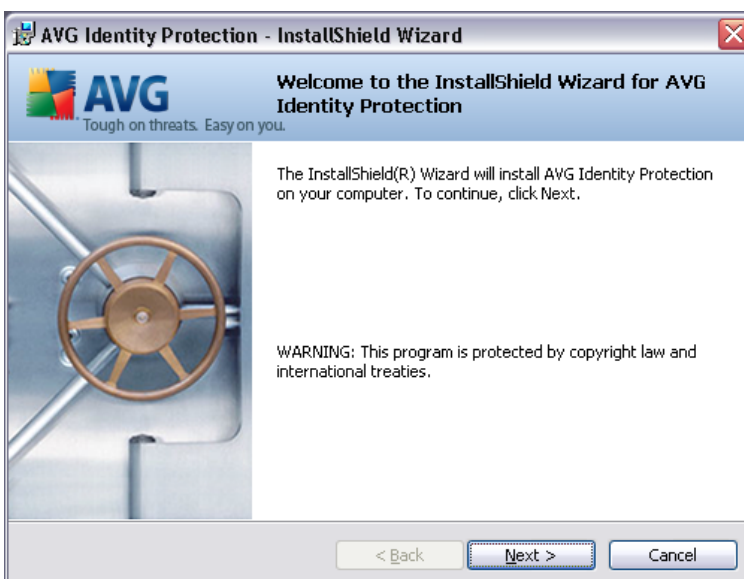 AVG Identity Protection - InstallShield Wizard
AVG
Tough on threats. Easy on you.
Welcome to the InstallShield Wizard for AVG
Identity Protection
The InstallShield(R) Wizard will install AVG Identity Protection
on your computer. To continue, click Next.
WARNING: This program is protected by copyright law and
international treaties.
< Back
Next >
Cancel